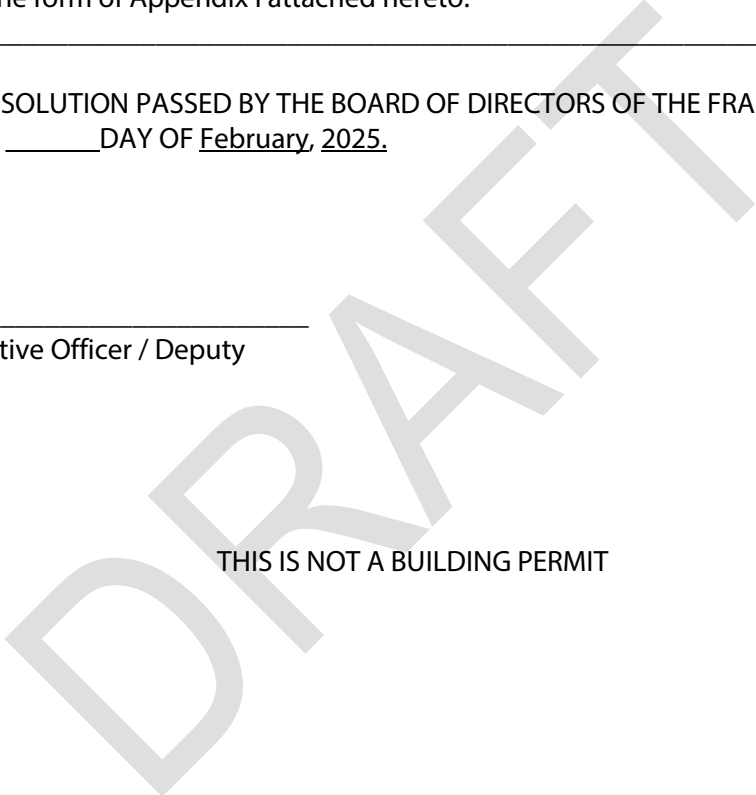 he form of Appendix I attached hereto.
SOLUTION PASSED BY THE BOARD OF DIRECTORS OF THE FRA
_______DAY OF February, 2025.
tive Officer / Deputy
THIS IS NOT A BUILDING PERMIT
DRAFT